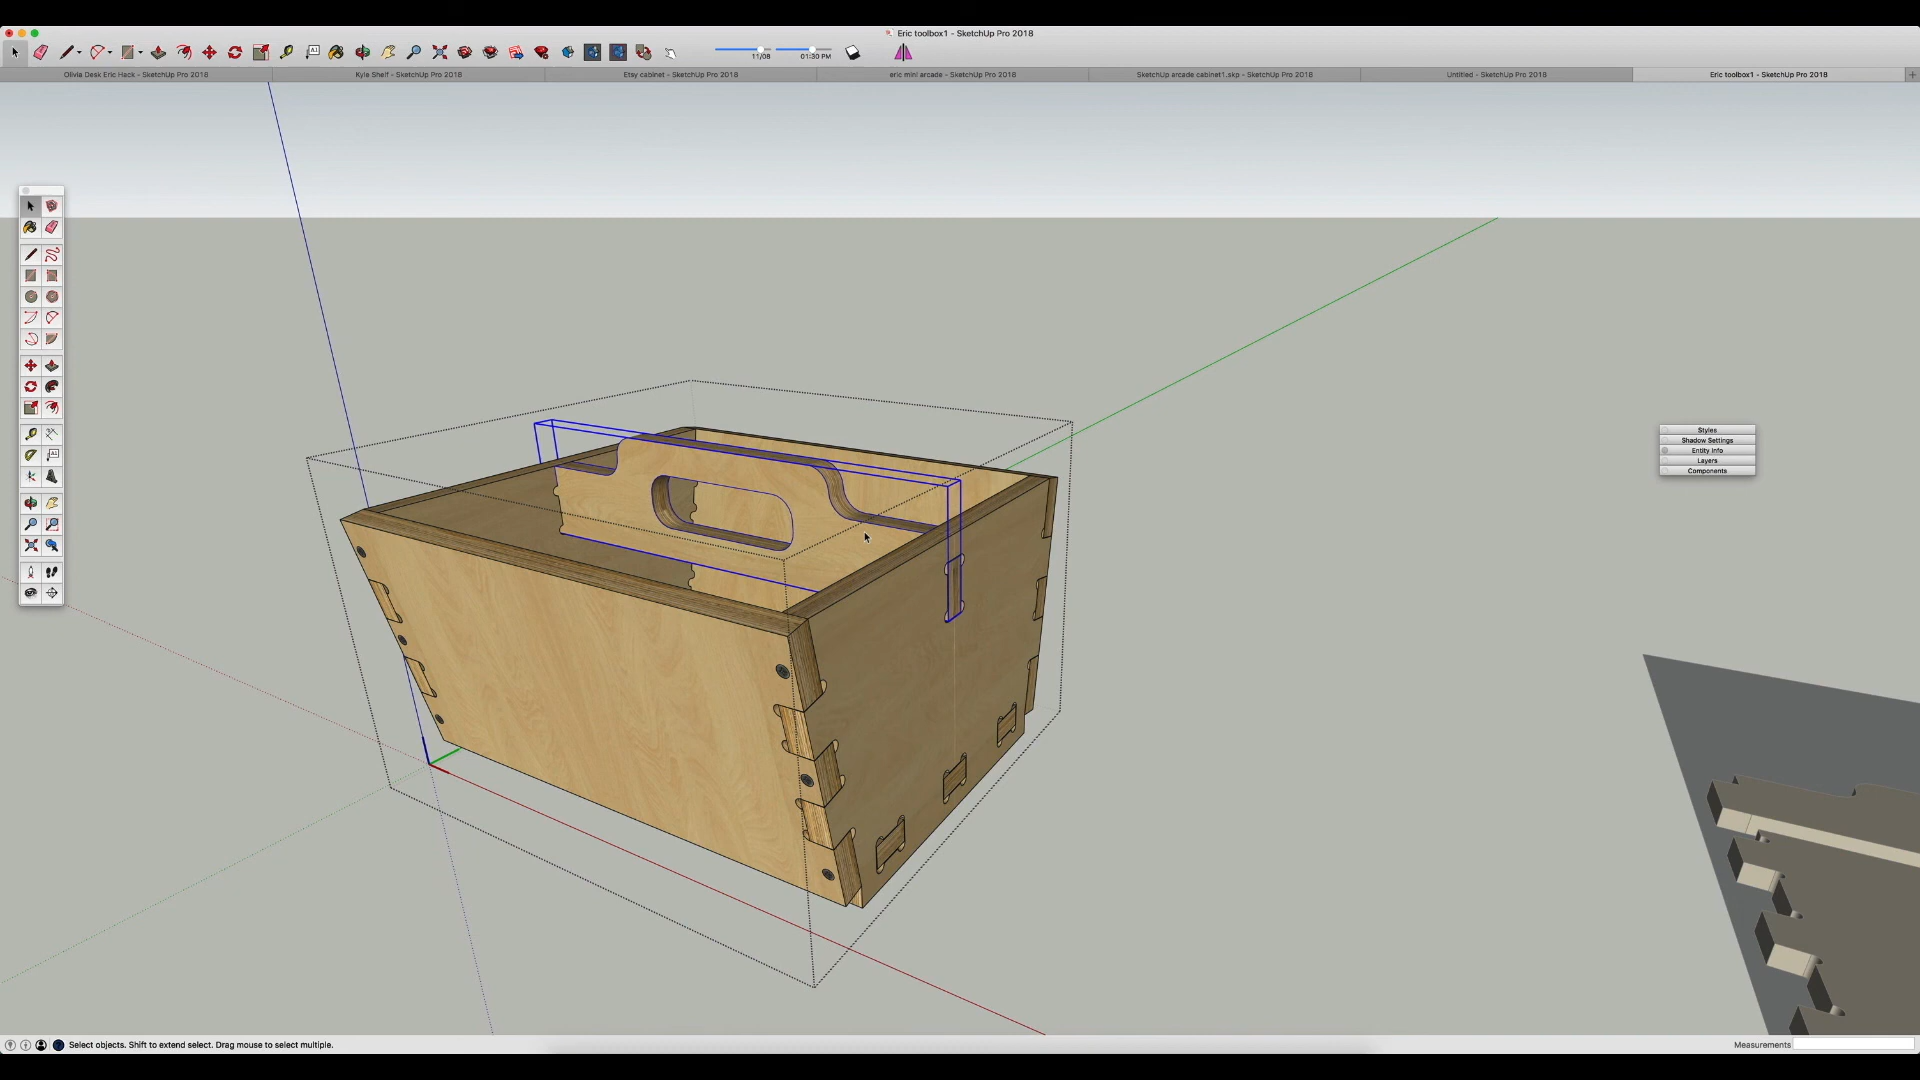 Eric toolbox1 - SketchUp Pro 2018
A1
11/08
01:30 PM
Olivia Desk Eric Hack - SketchUp Pro 2018
Kyle Shelf - SketchUp Pro 2018
Etsy cabinet - SketchUp Pro 2018
eric mini arcade - SketchUp Pro 2018
SketchUp arcade cabinet1.skp - SketchUp Pro 2018
Untitled - SketchUp Pro 2018
Eric toolbox1 - SketchUp Pro 2018
Styles
Shadow Settings
Entity Info
Layers
Components
Select objects. Shift to extend select. Drag mouse to select multiple.
Measurements